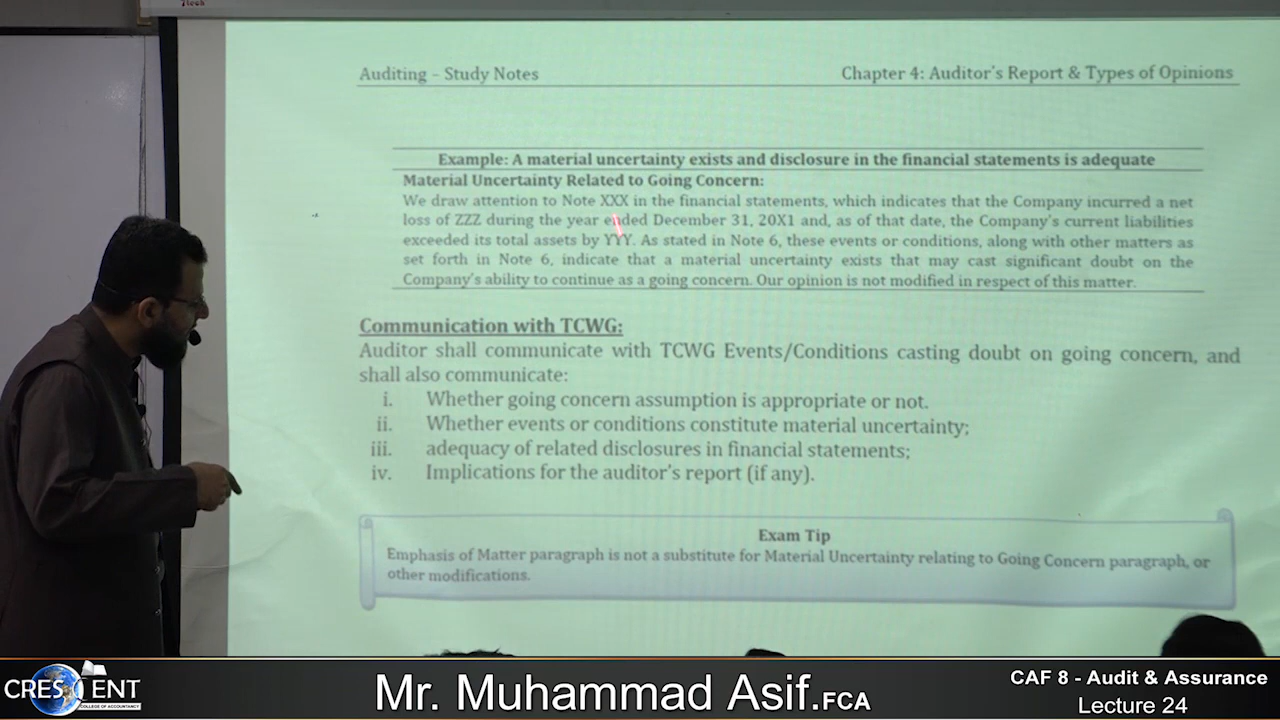 Auditing – Study Notes Chapter 4: Auditor's Report & Types of Opinions
Example: A material uncertainty exists and disclosure in the financial statements is adequate
Material Uncertainty Related to Going Concern:
We draw attention to Note XXX in the financial statements, which indicates that the Company incurred a net
loss of ZZZ during the year ended December 31, 20X1 and, as of that date, the Company's current liabilities
exceeded its total assets by YYY. As stated in Note 6, these events or conditions, along with other matters as
set forth in Note 6, indicate that a material uncertainty exists that may cast significant doubt on the
Company's ability to continue as a going concern. Our opinion is not modified in respect of this matter.
Communication with TCWG:
Auditor shall communicate with TCWG Events/Conditions casting doubt on going concern, and
shall also communicate:
i. Whether going concern assumption is appropriate or not.
ii. Whether events or conditions constitute material uncertainty;
iii. adequacy of related disclosures in financial statements;
iv. Implications for the auditor's report (if any).
Exam Tip
Emphasis of Matter paragraph is not a substitute for Material Uncertainty relating to Going Concern paragraph, or
other modifications.
CRESCENT
COLLEGE OF ACCOUNTANCY
Mr. Muhammad Asif.FCA
CAF 8 - Audit & Assurance
Lecture 24